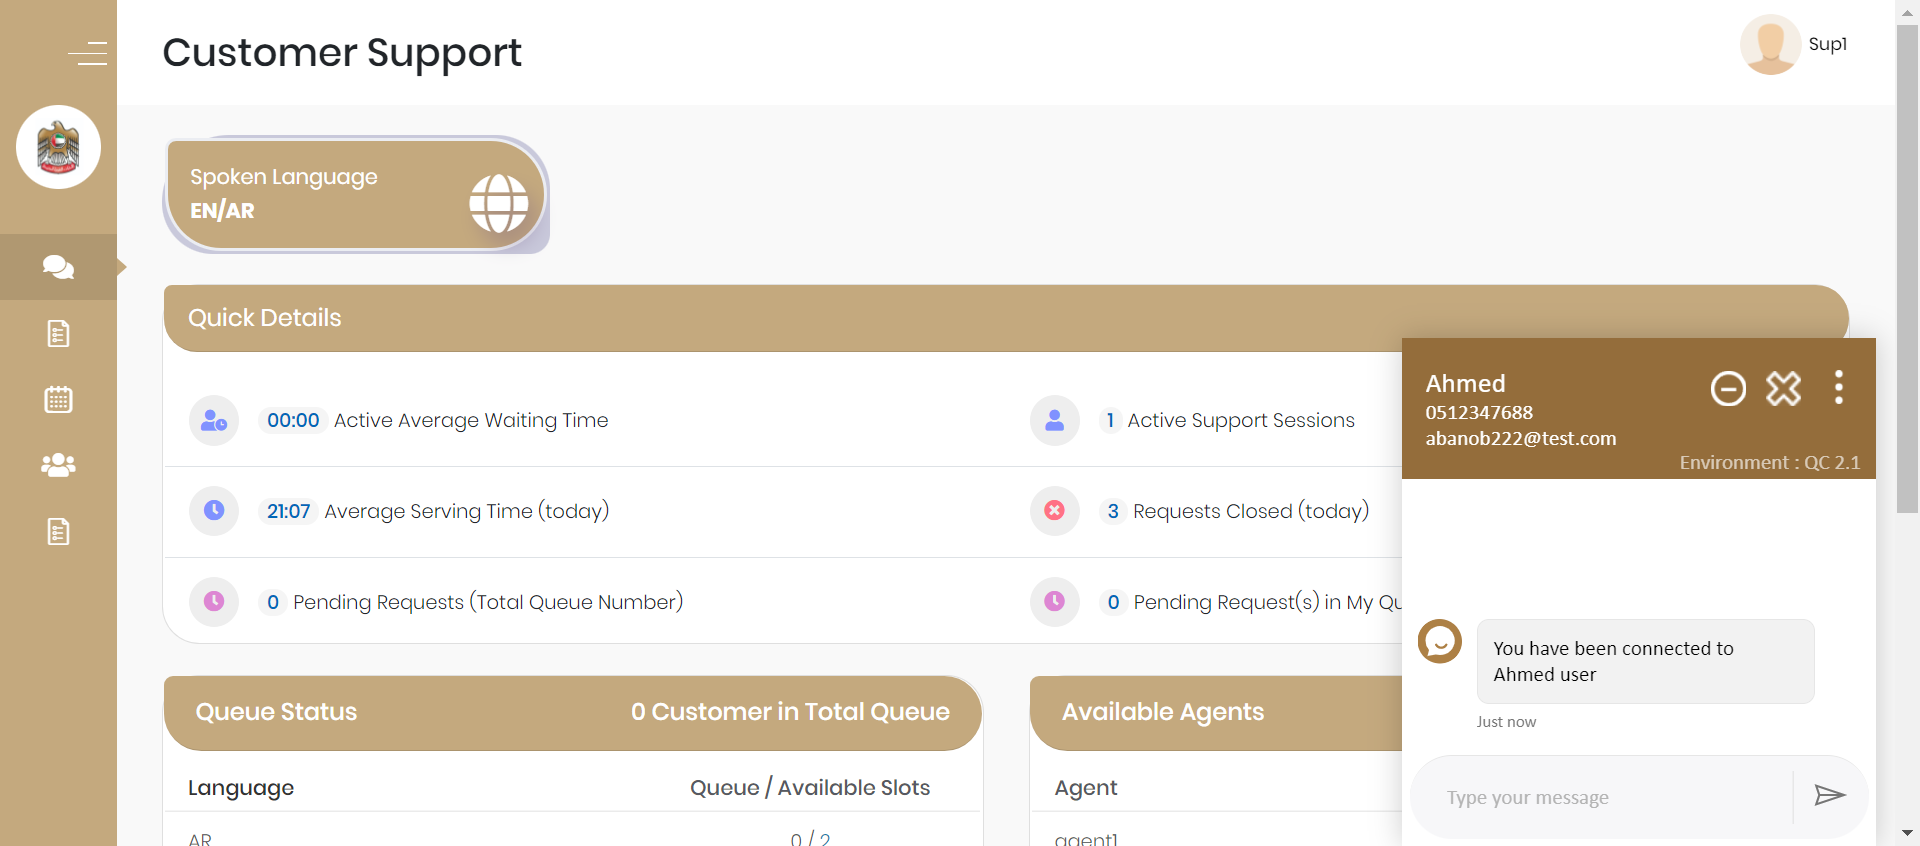 Customer Support
Sup1
Spoken Language
EN/AR
Quick Details
00:00 Active Average Waiting Time
1 Active Support Sessions
21:07 Average Serving Time (today)
3 Requests Closed (today)
0 Pending Requests (Total Queue Number)
0 Pending Request(s) in My Qu
Queue Status
0 Customer in Total Queue
Language
Queue / Available Slots
AR
0 / 2
Available Agents
Agent
agent1
Ahmed
0512347688
abanob222@test.com
Environment : QC 2.1
You have been connected to
Ahmed user
Just now
Type your message